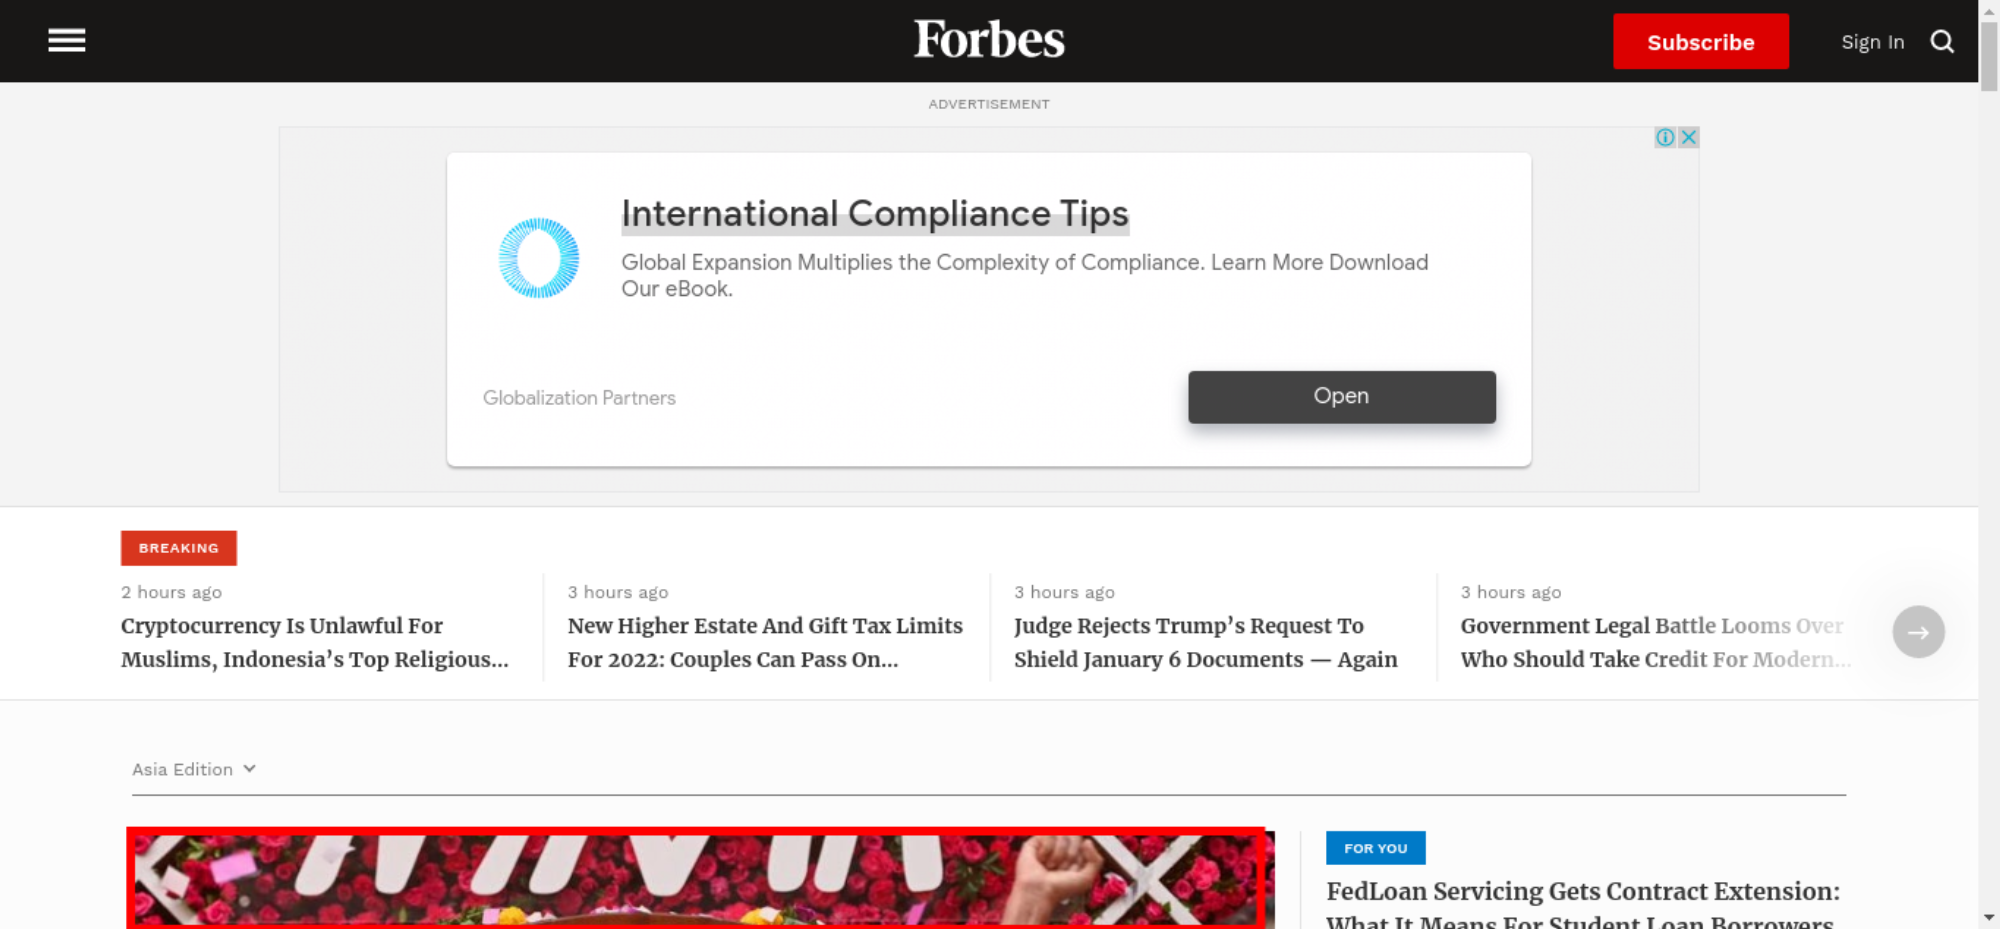 Forbes
Subscribe
Sign In
ADVERTISEMENT
International Compliance Tips
Global Expansion Multiplies the Complexity of Compliance. Learn More Download
Our eBook.
Globalization Partners
Open
BREAKING
2 hours ago
Cryptocurrency Is Unlawful For
Muslims, Indonesia’s Top Religious...
3 hours ago
New Higher Estate And Gift Tax Limits
For 2022: Couples Can Pass On...
3 hours ago
Judge Rejects Trump’s Request To
Shield January 6 Documents — Again
3 hours ago
Government Legal Battle Looms Over
Who Should Take Credit For Modern...
Asia Edition
FOR YOU
FedLoan Servicing Gets Contract Extension:
What It Means For Student Loan Borrowers